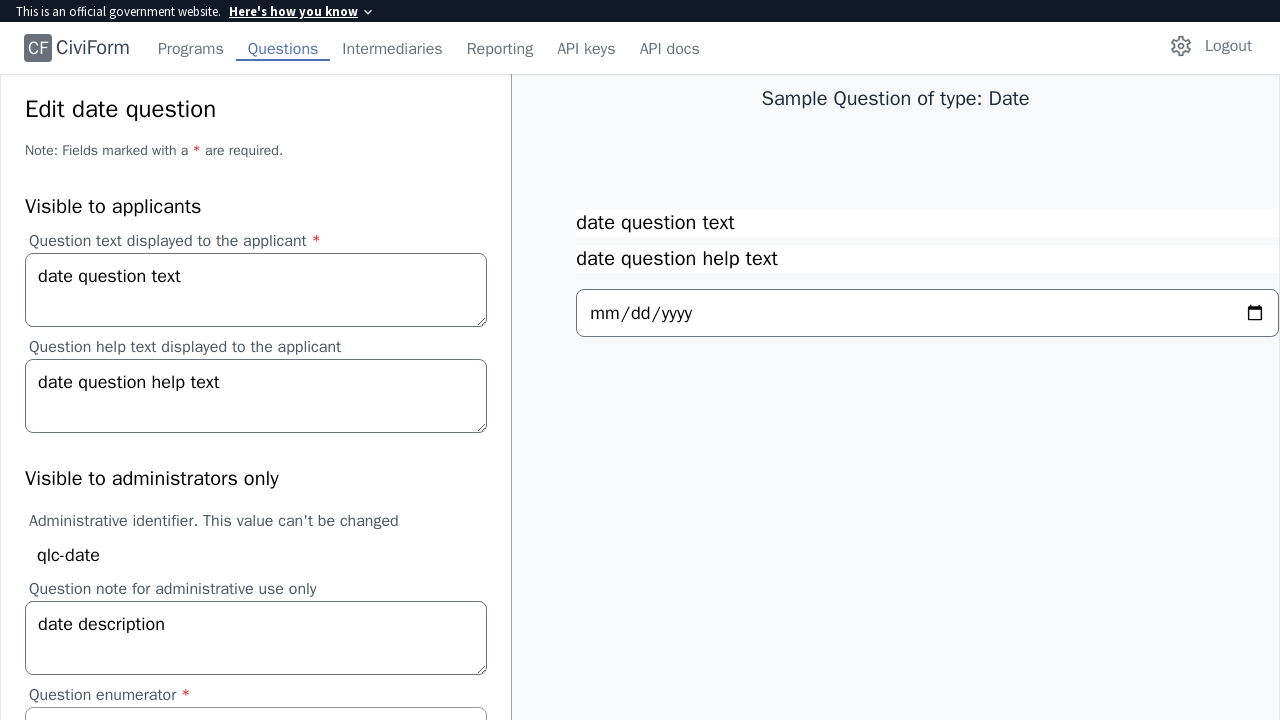 This is an official government website. Here's how you know
CF CiviForm Programs Questions Intermediaries Reporting API keys API docs Logout
Edit date question
Note: Fields marked with a * are required.
Visible to applicants
Question text displayed to the applicant *
date question text
Question help text displayed to the applicant
date question help text
Visible to administrators only
Administrative identifier. This value can't be changed
qlc-date
Question note for administrative use only
date description
Question enumerator *
Sample Question of type: Date
date question text
date question help text
mm/dd/yyyy